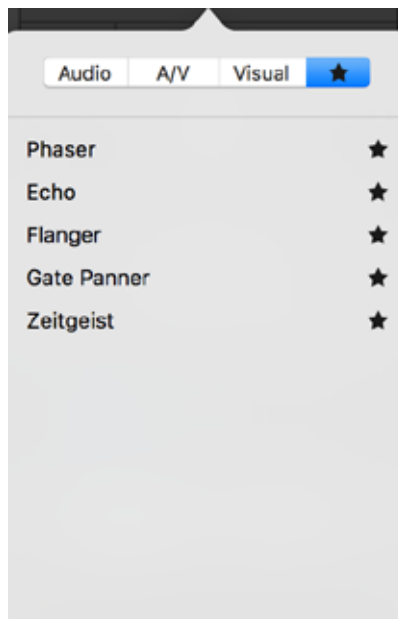 Audio A/V Visual ★
Phaser ★
Echo ★
Flanger ★
Gate Panner ★
Zeitgeist ★